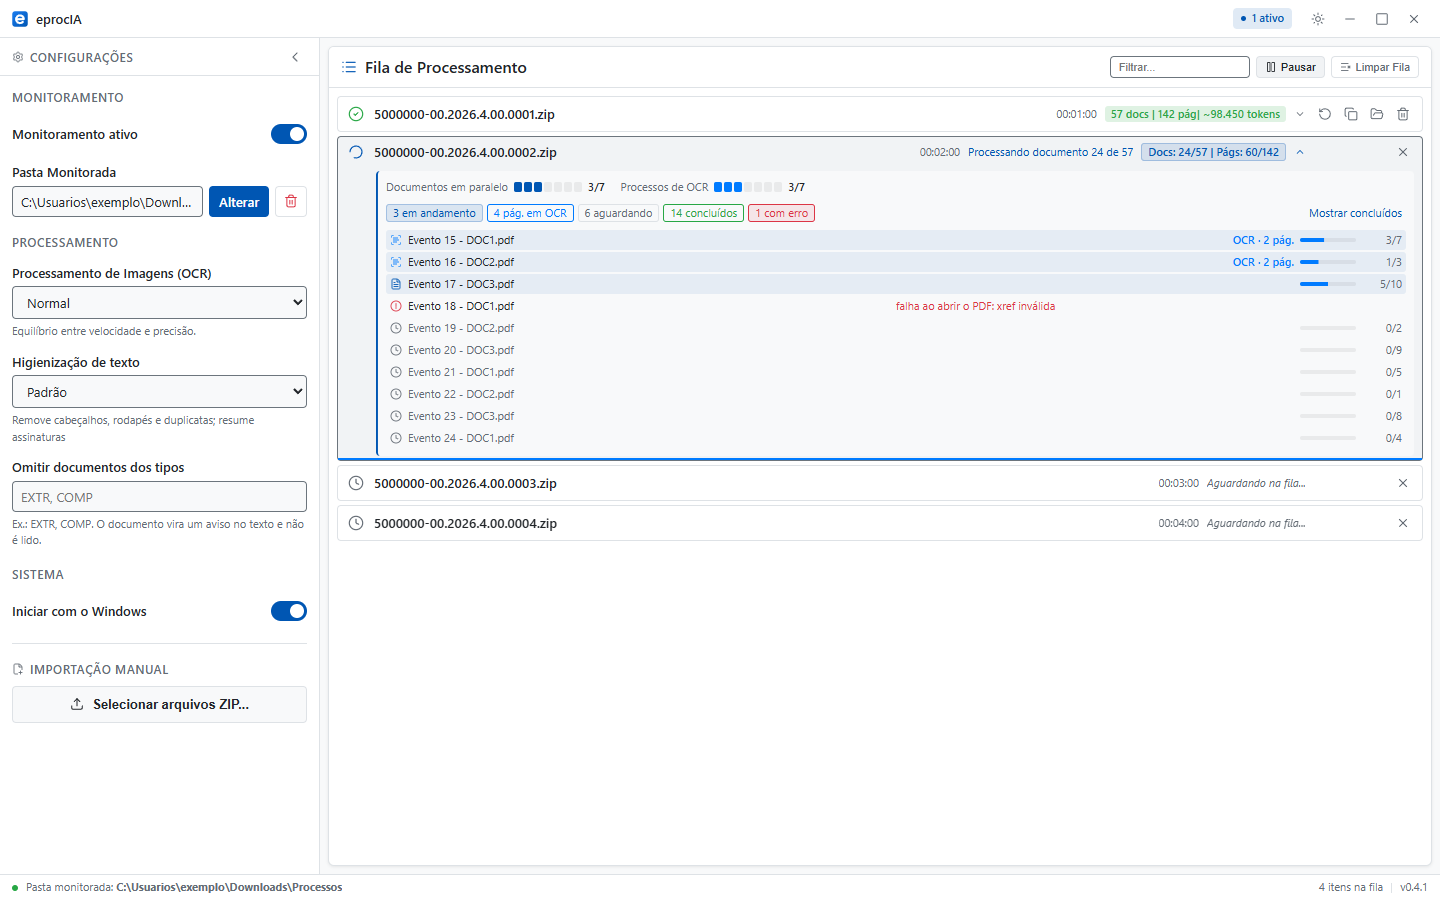 eprocIA
1 ativo
CONFIGURAÇÕES
MONITORAMENTO
Monitoramento ativo
Pasta Monitorada
C:\Usuarios\exemplo\Downl...
Alterar
PROCESSAMENTO
Processamento de Imagens (OCR)
Normal
Equilíbrio entre velocidade e precisão.
Higienização de texto
Padrão
Remove cabeçalhos, rodapés e duplicatas; resume
assinaturas
Omitir documentos dos tipos
EXTR, COMP
Ex.: EXTR, COMP. O documento vira um aviso no texto e não
é lido.
SISTEMA
Iniciar com o Windows
IMPORTAÇÃO MANUAL
Selecionar arquivos ZIP...
Fila de Processamento
Filtrar...
Pausar
Limpar Fila
5000000-00.2026.4.00.0001.zip 00:01:00 57 docs | 142 pág| ~98.450 tokens
5000000-00.2026.4.00.0002.zip 00:02:00 Processando documento 24 de 57 Docs: 24/57 | Págs: 60/142
Documentos em paralelo 3/7 Processos de OCR 3/7
3 em andamento 4 pág. em OCR 6 aguardando 14 concluídos 1 com erro Mostrar concluídos
Evento 15 - DOC1.pdf OCR · 2 pág. 3/7
Evento 16 - DOC2.pdf OCR · 2 pág. 1/3
Evento 17 - DOC3.pdf 5/10
Evento 18 - DOC1.pdf falha ao abrir o PDF: xref inválida
Evento 19 - DOC2.pdf 0/2
Evento 20 - DOC3.pdf 0/9
Evento 21 - DOC1.pdf 0/5
Evento 22 - DOC2.pdf 0/1
Evento 23 - DOC3.pdf 0/8
Evento 24 - DOC1.pdf 0/4
5000000-00.2026.4.00.0003.zip 00:03:00 Aguardando na fila...
5000000-00.2026.4.00.0004.zip 00:04:00 Aguardando na fila...
Pasta monitorada: C:\Usuarios\exemplo\Downloads\Processos
4 itens na fila
v0.4.1